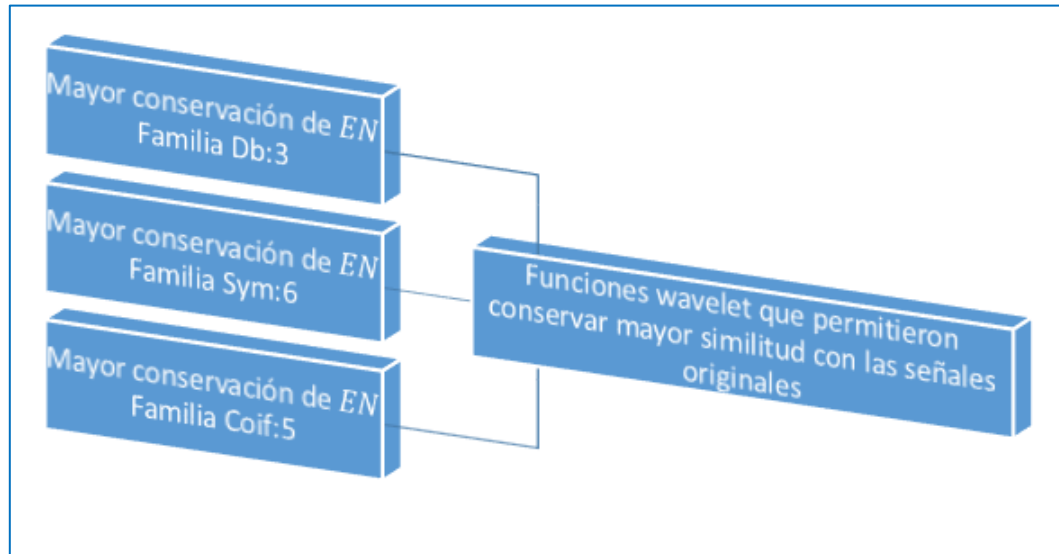 Mayor conservación de EN
Familia Db:3
Mayor conservación de EN
Familia Sym:6
Mayor conservación de EN
Familia Coif:5
Funciones wavelet que permitieron
conservar mayor similitud con las señales
originales